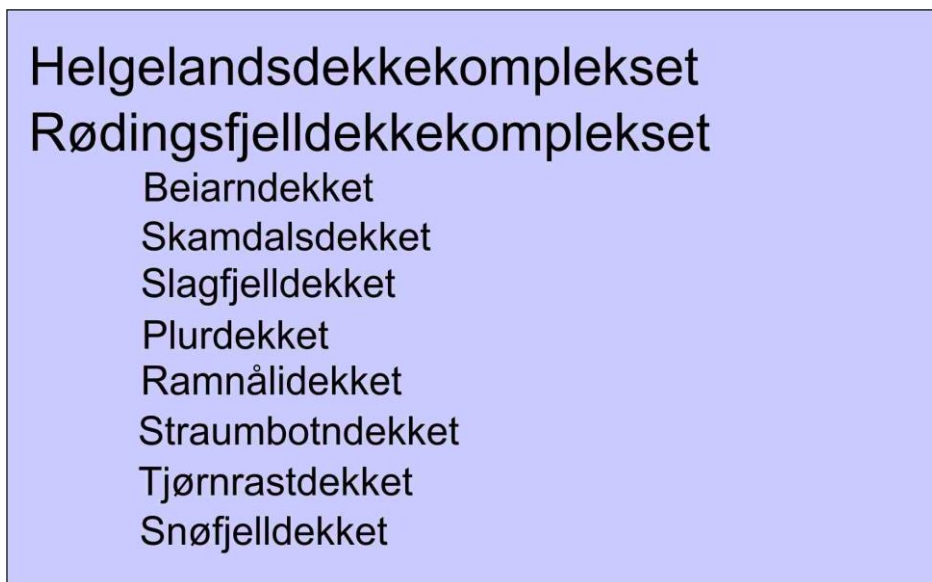 Helgelandsdekkekomplekset
Rødingsfjelldekkekomplekset
Beiarndekket
Skamdalsdekket
Slagfjelldekket
Plurdekket
Ramnålidekket
Straumbotndekket
Tjørnrastdekket
Snøfjelldekket